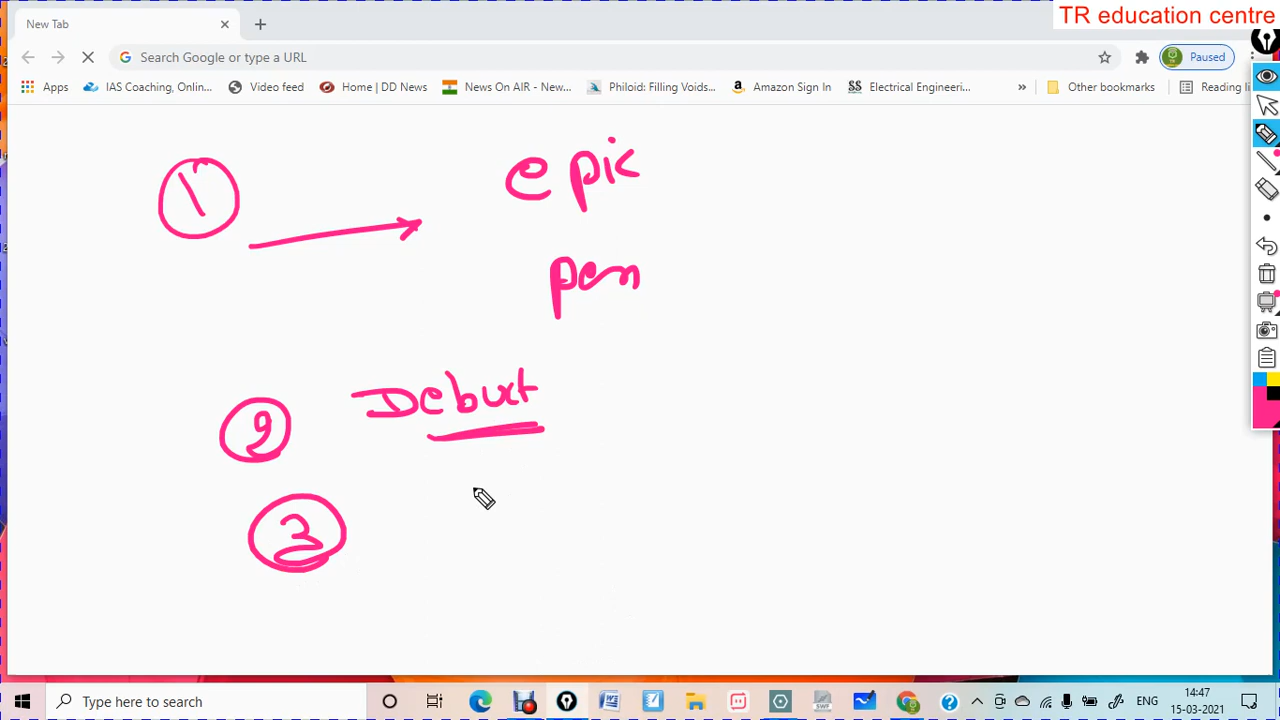 New Tab
TR education centre
Search Google or type a URL
Paused
Apps
IAS Coaching, Onlin...
Video feed
Home | DD News
News On AIR - New...
Philoid: Filling Voids...
Amazon Sign In
Electrical Engineeri...
»
Other bookmarks
Reading li
1
epic
pen
2
Debut
3
Type here to search
ENG
14:47
15-03-2021